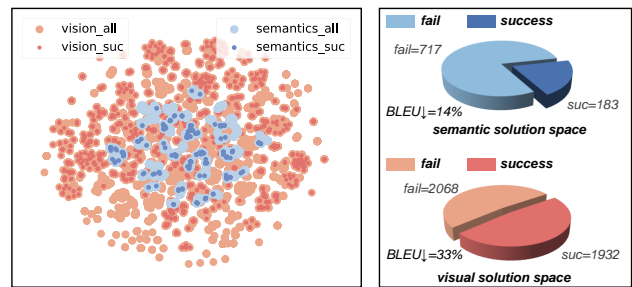 vision_all
vision_suc
semantics_all
semantics_suc
fail success
fail=717
BLEU↓=14%
suc=183
semantic solution space
fail success
fail=2068
BLEU↓=33%
suc=1932
visual solution space